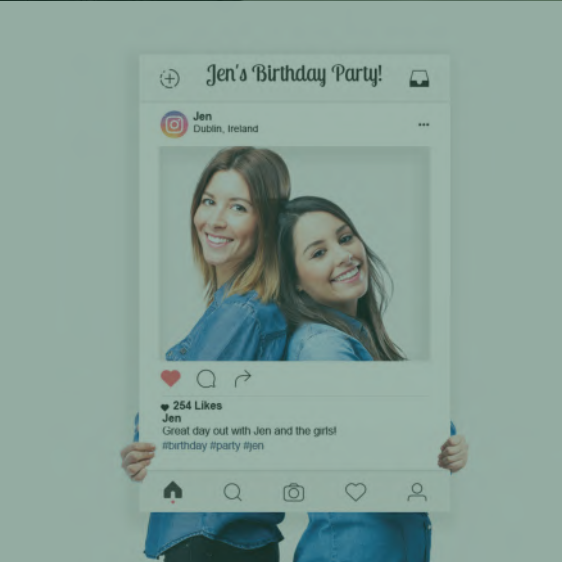 Jen's Birthday Party!
Jen
Dublin, Ireland
254 Likes
Jen
Great day out with Jen and the girls!
#birthday #party #jen